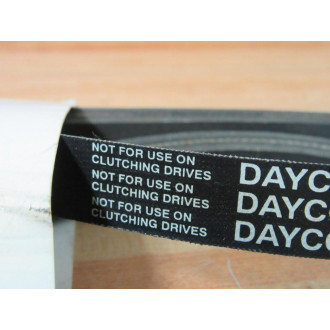 NOT FOR USE ON
CLUTCHING DRIVES
NOT FOR USE ON
CLUTCHING DRIVES
NOT FOR USE ON
CLUTCHING DRIVES
DAYC
DAYC
DAYCO